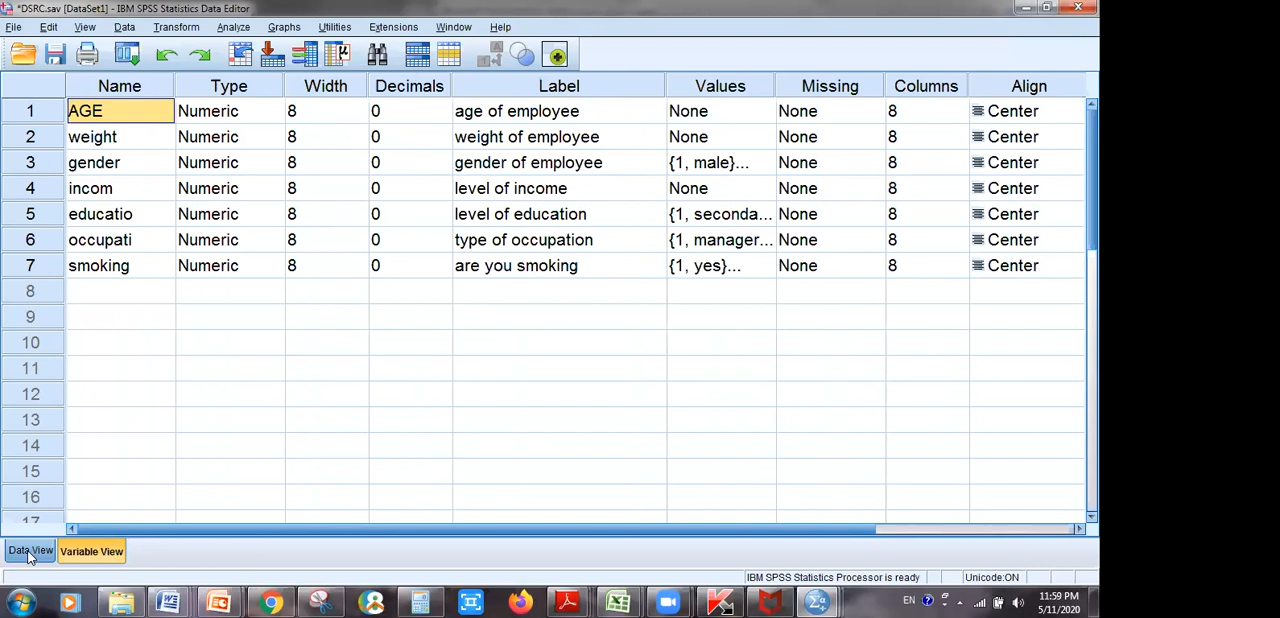 *DSRC.sav [DataSet1] - IBM SPSS Statistics Data Editor
File Edit View Data Transform Analyze Graphs Utilities Extensions Window Help
Name Type Width Decimals Label Values Missing Columns Align
1 AGE Numeric 8 0 age of employee None None 8 Center
2 weight Numeric 8 0 weight of employee None None 8 Center
3 gender Numeric 8 0 gender of employee {1, male}... None 8 Center
4 incom Numeric 8 0 level of income None None 8 Center
5 educatio Numeric 8 0 level of education {1, seconda... None 8 Center
6 occupati Numeric 8 0 type of occupation {1, manager... None 8 Center
7 smoking Numeric 8 0 are you smoking {1, yes}... None 8 Center
8
9
10
11
12
13
14
15
16
17
Data View Variable View
IBM SPSS Statistics Processor is ready Unicode:ON
EN 11:59 PM
5/11/2020